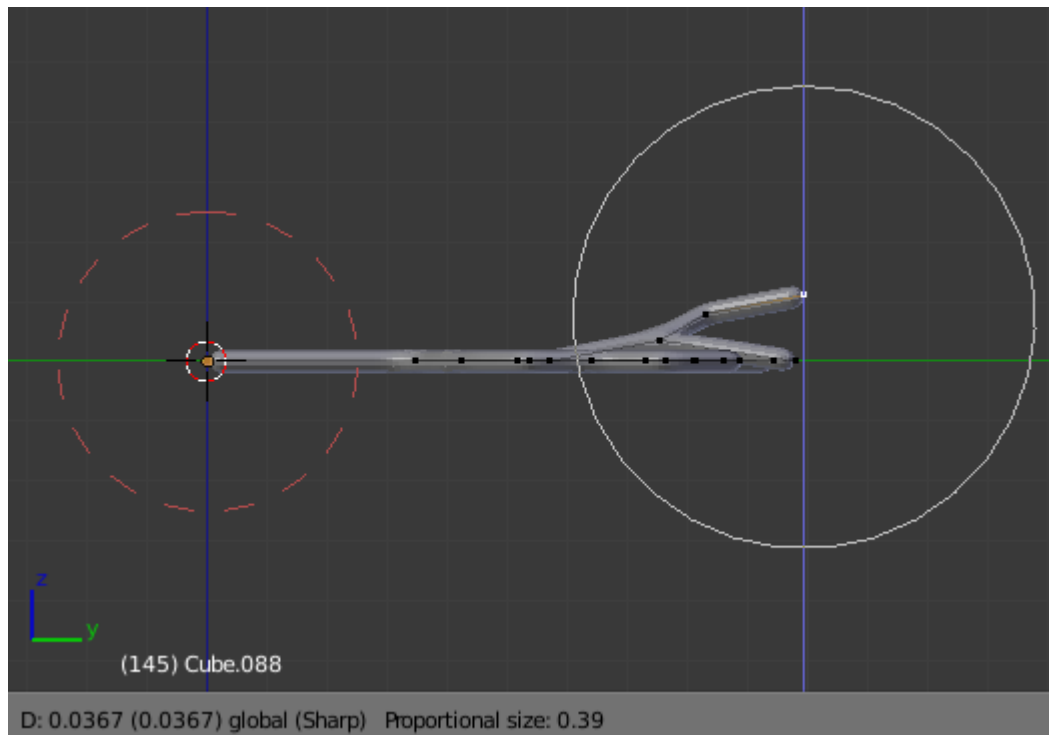 z
y
(145) Cube.088
D: 0.0367 (0.0367) global (Sharp) Proportional size: 0.39